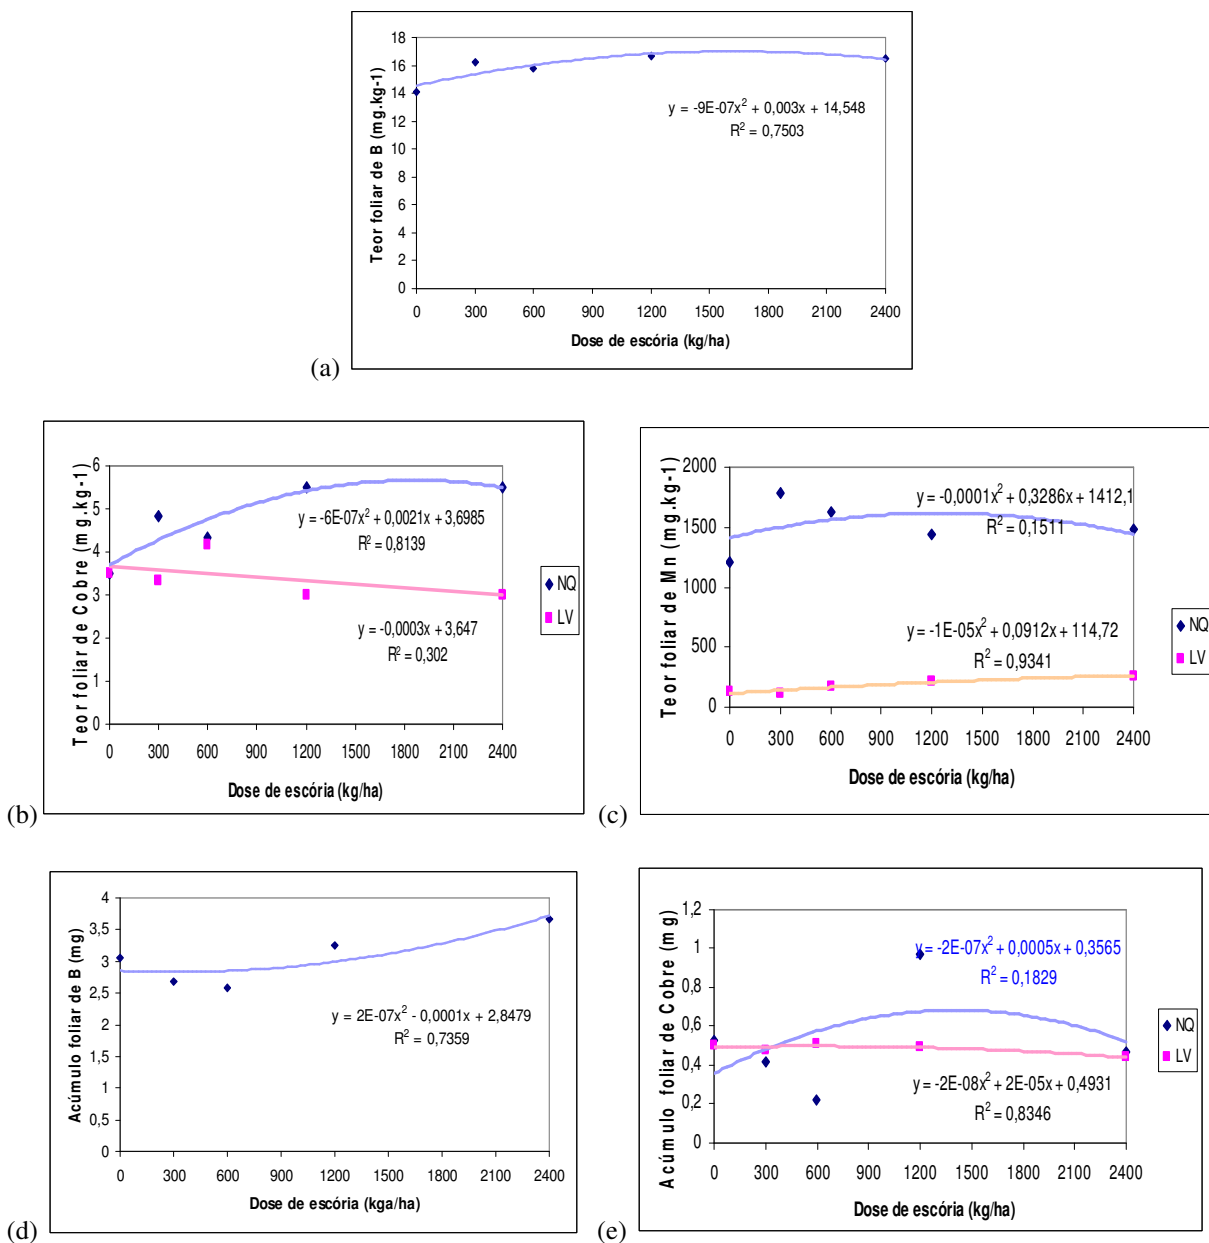 Teor foliar de B (mg.kg-1)
18
16
14
12
10
8
6
4
2
0
y = -9E-07x² + 0,003x + 14,548
R² = 0,7503
0 300 600 900 1200 1500 1800 2100 2400
Dose de escória (kg/ha)
(a)
Teor foliar de Cobre (mg.kg-1)
6
5
4
3
2
1
0
y = -6E-07x² + 0,0021x + 3,6985
R² = 0,8139
y = -0,0003x + 3,647
R² = 0,302
NQ
LV
0 300 600 900 1200 1500 1800 2100 2400
Dose de escória (kg/ha)
(b)
Teor foliar de Mn (mg.kg-1)
2000
1500
1000
500
0
y = -0,0001x² + 0,3286x + 1412,1
R² = 0,1511
y = -1E-05x² + 0,0912x + 114,72
R² = 0,9341
NQ
LV
0 300 600 900 1200 1500 1800 2100 2400
Dose de escória (kg/ha)
(c)
Acúmulo foliar de B (mg)
4
3,5
3
2,5
2
1,5
1
0,5
0
y = 2E-07x² - 0,0001x + 2,8479
R² = 0,7359
0 300 600 900 1200 1500 1800 2100 2400
Dose de escória (kga/ha)
(d)
Acúmulo foliar de Cobre (mg)
1,2
1
0,8
0,6
0,4
0,2
0
y = -2E-07x² + 0,0005x + 0,3565
R² = 0,1829
y = -2E-08x² + 2E-05x + 0,4931
R² = 0,8346
NQ
LV
0 300 600 900 1200 1500 1800 2100 2400
Dose de escória (kg/ha)
(e)